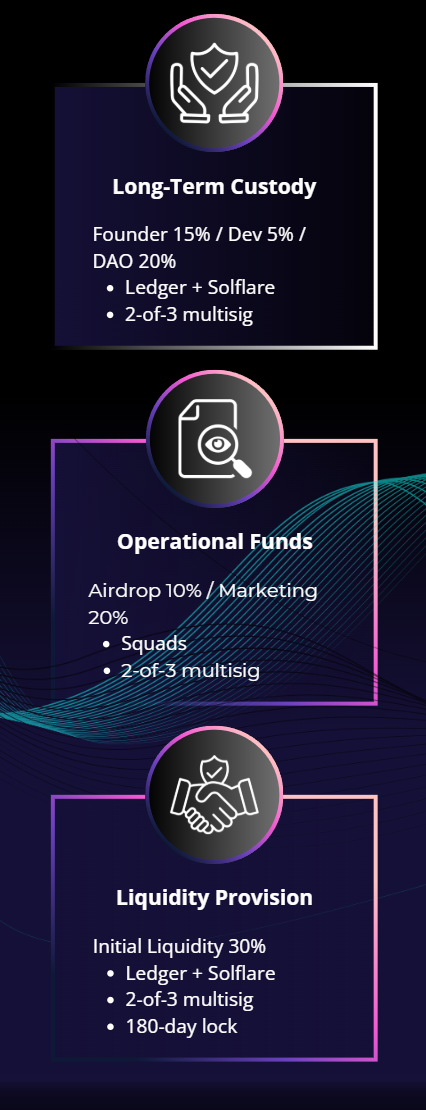 Long-Term Custody
Founder 15% / Dev 5% /
DAO 20%
• Ledger + Solflare
• 2-of-3 multisig
Operational Funds
Airdrop 10% / Marketing
20%
• Squads
• 2-of-3 multisig
Liquidity Provision
Initial Liquidity 30%
• Ledger + Solflare
• 2-of-3 multisig
• 180-day lock